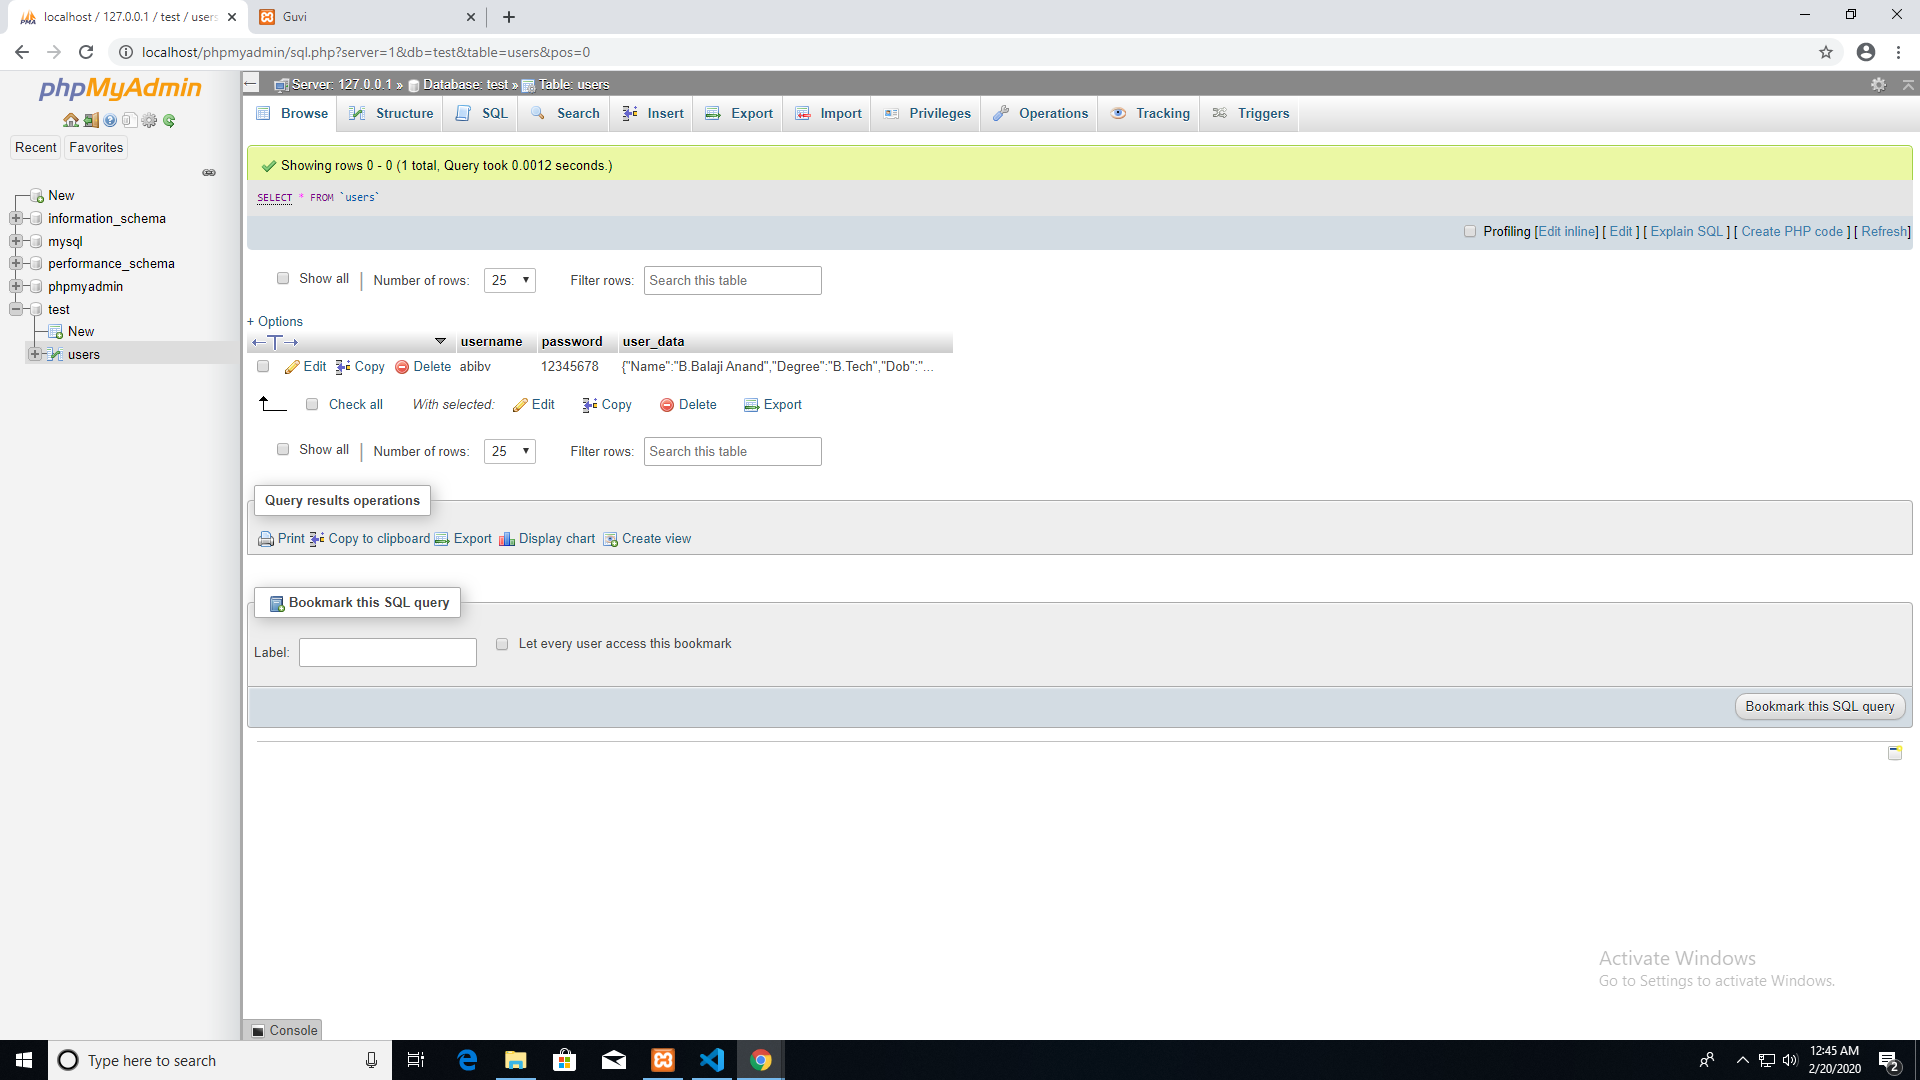 localhost / 127.0.0.1 / test / users
Guvi
localhost/phpmyadmin/sql.php?server=1&db=test&table=users&pos=0
phpMyAdmin
Recent
Favorites
New
information_schema
mysql
performance_schema
phpmyadmin
test
New
users
Server: 127.0.0.1 » Database: test » Table: users
Browse Structure SQL Search Insert Export Import Privileges Operations Tracking Triggers
Showing rows 0 - 0 (1 total, Query took 0.0012 seconds.)
SELECT * FROM `users`
Profiling [Edit inline] [ Edit ] [ Explain SQL ] [ Create PHP code ] [ Refresh]
Show all | Number of rows: 25 Filter rows: Search this table
+ Options
←T→ username password user_data
Edit Copy Delete abibv 12345678 {"Name":"B.Balaji Anand","Degree":"B.Tech","Dob":"...
Check all With selected: Edit Copy Delete Export
Show all | Number of rows: 25 Filter rows: Search this table
Query results operations
Print Copy to clipboard Export Display chart Create view
Bookmark this SQL query
Label: Let every user access this bookmark
Bookmark this SQL query
Activate Windows
Go to Settings to activate Windows.
Console
Type here to search
12:45 AM
2/20/2020
2